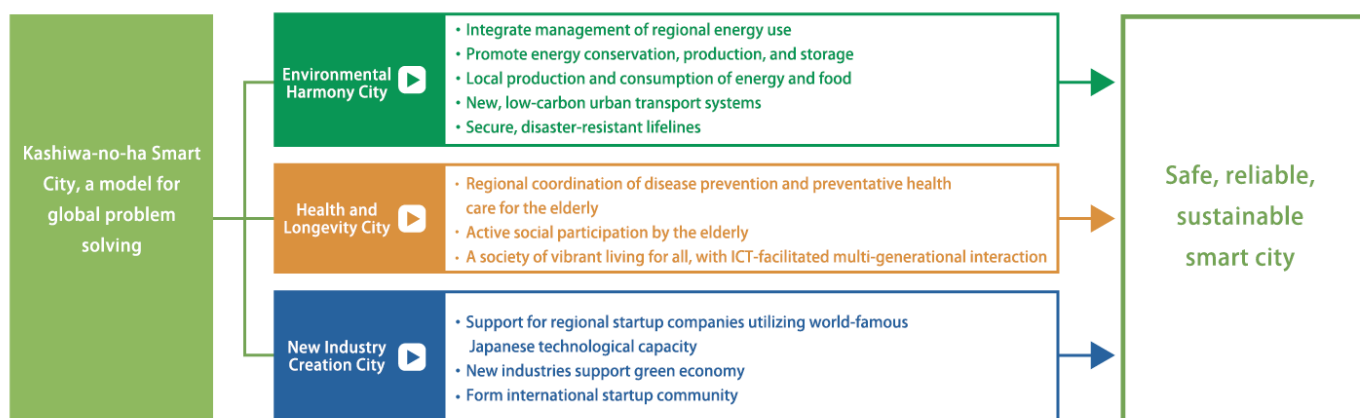 Kashiwa-no-ha Smart
City, a model for
global problem
solving
Environmental
Harmony City
• Integrate management of regional energy use
• Promote energy conservation, production, and storage
• Local production and consumption of energy and food
• New, low-carbon urban transport systems
• Secure, disaster-resistant lifelines
Health and
Longevity City
• Regional coordination of disease prevention and preventative health
care for the elderly
• Active social participation by the elderly
• A society of vibrant living for all, with ICT-facilitated multi-generational interaction
New Industry
Creation City
• Support for regional startup companies utilizing world-famous
Japanese technological capacity
• New industries support green economy
• Form international startup community
Safe, reliable,
sustainable
smart city